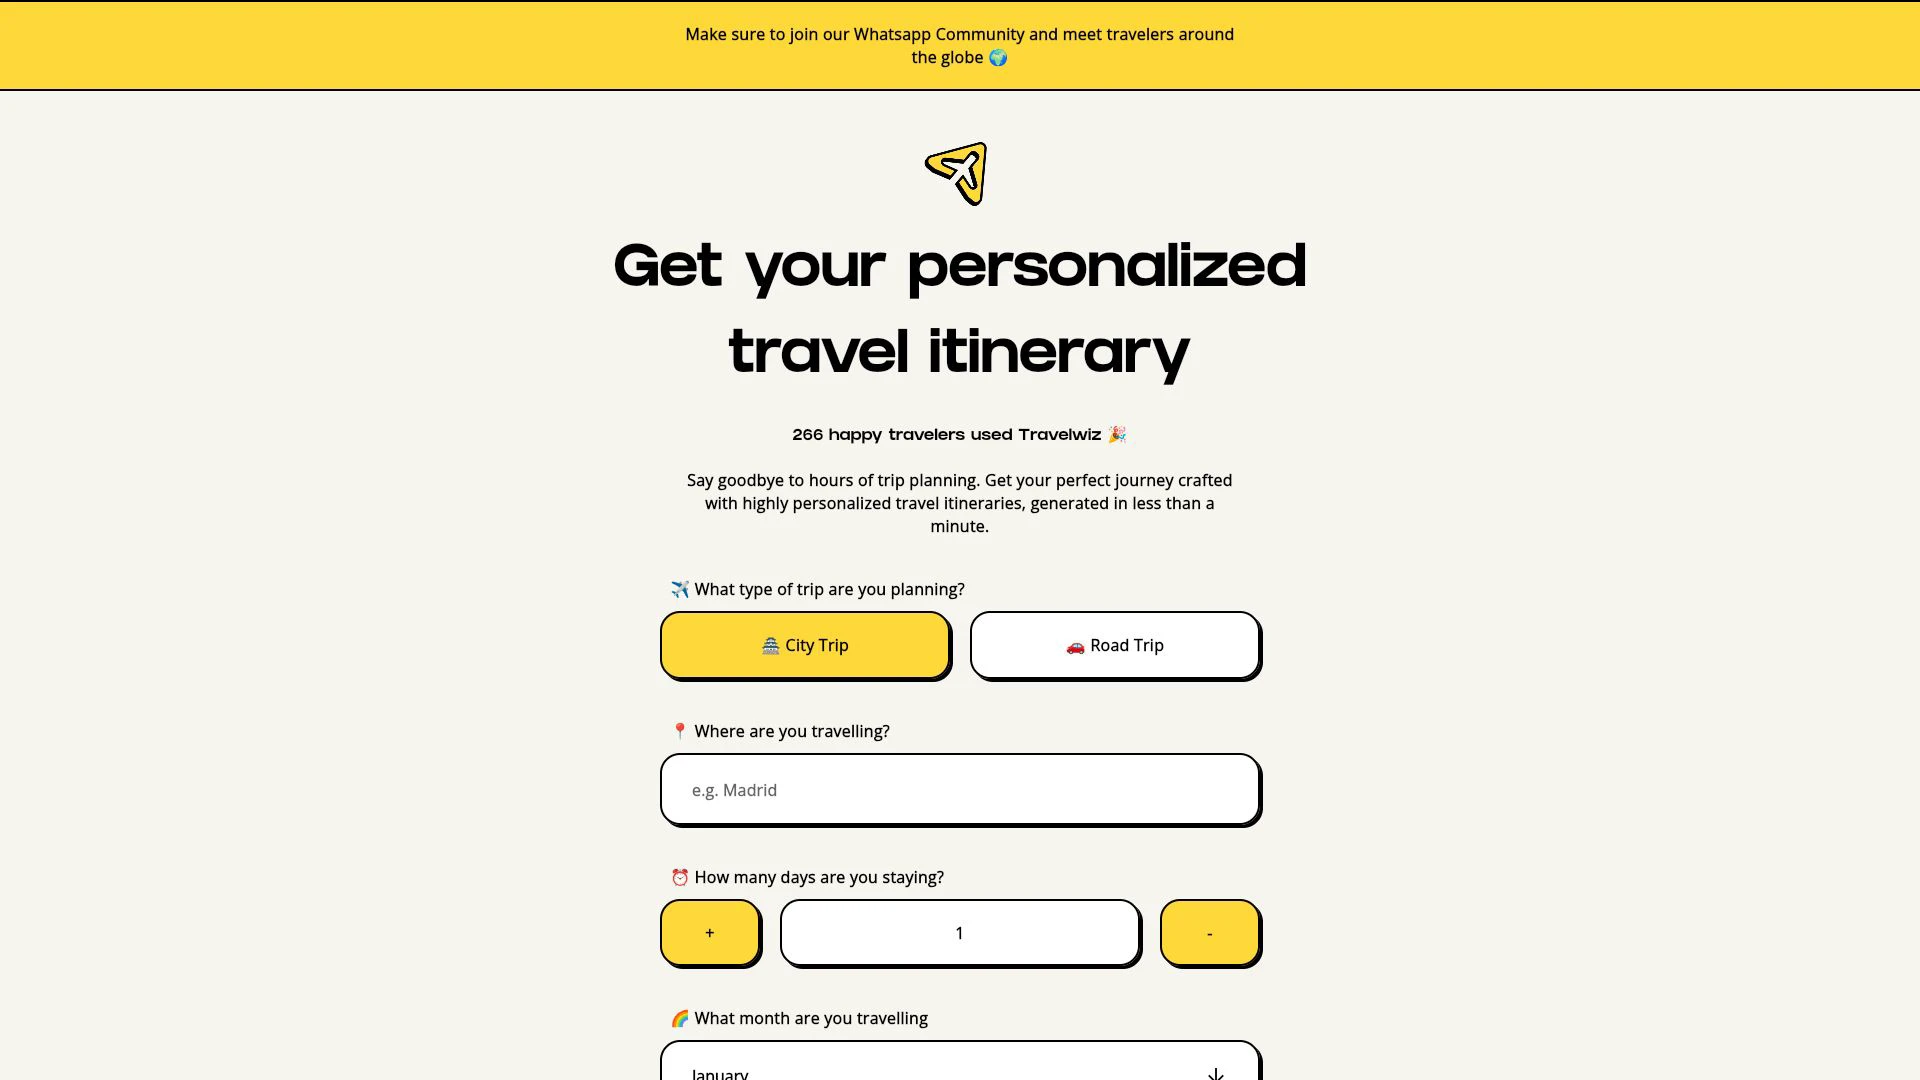 Make sure to join our Whatsapp Community and meet travelers around
the globe 🌍
Get your personalized
travel itinerary
266 happy travelers used Travelwiz 🎉
Say goodbye to hours of trip planning. Get your perfect journey crafted
with highly personalized travel itineraries, generated in less than a
minute.
✈️ What type of trip are you planning?
🏯 City Trip
🚗 Road Trip
📍 Where are you travelling?
e.g. Madrid
⏰ How many days are you staying?
+
1
-
🌈 What month are you travelling
January